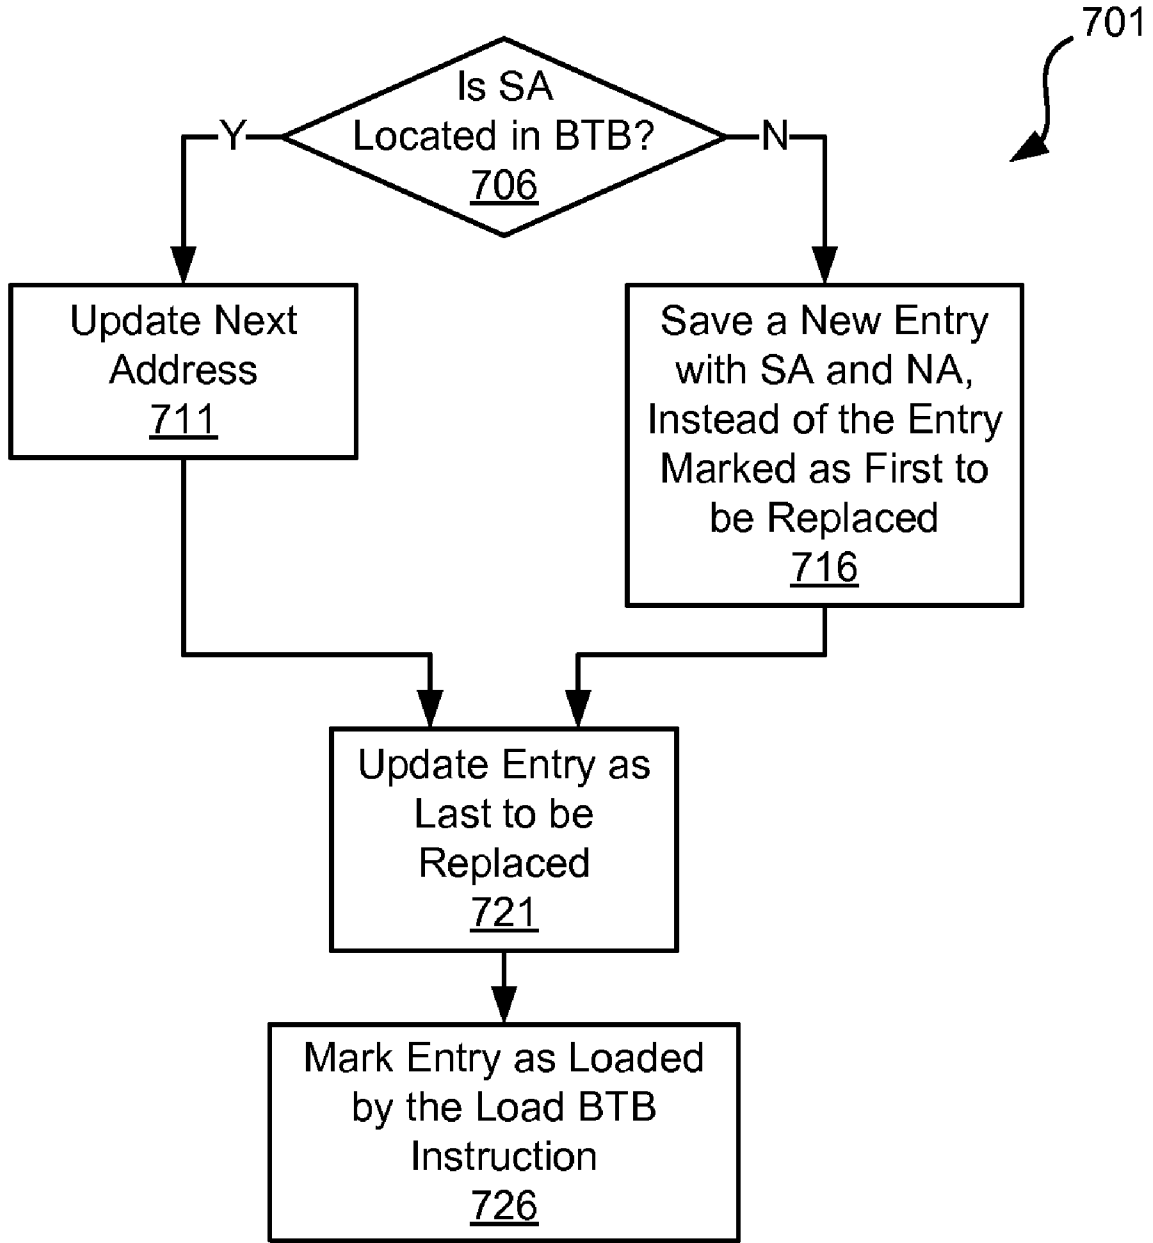 701
Is SA
Located in BTB?
706
Y
N
Update Next
Address
711
Save a New Entry
with SA and NA,
Instead of the Entry
Marked as First to
be Replaced
716
Update Entry as
Last to be
Replaced
721
Mark Entry as Loaded
by the Load BTB
Instruction
726